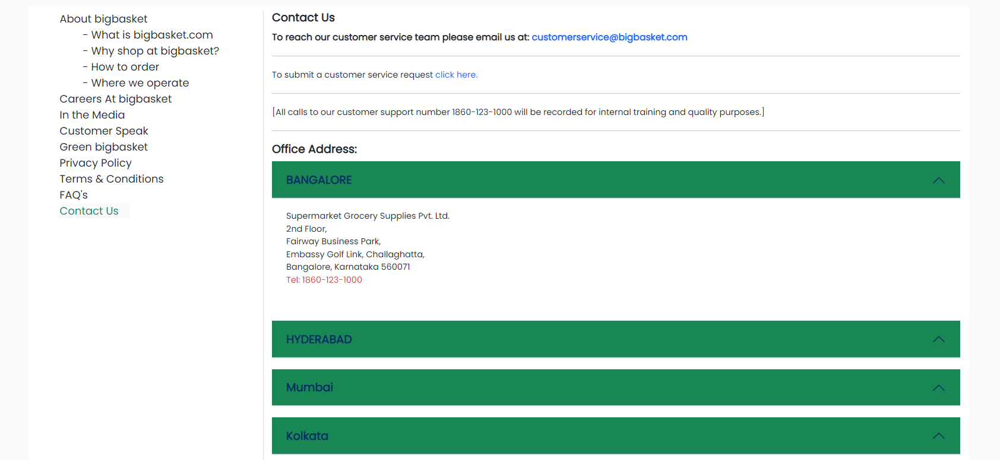 About bigbasket
- What is bigbasket.com
- Why shop at bigbasket?
- How to order
- Where we operate
Careers At bigbasket
In the Media
Customer Speak
Green bigbasket
Privacy Policy
Terms & Conditions
FAQ's
Contact Us
Contact Us
To reach our customer service team please email us at: customerservice@bigbasket.com
To submit a customer service request click here.
[All calls to our customer support number 1860-123-1000 will be recorded for internal training and quality purposes.]
Office Address:
BANGALORE
Supermarket Grocery Supplies Pvt. Ltd.
2nd Floor,
Fairway Business Park,
Embassy Golf Link, Challaghatta,
Bangalore, Karnataka 560071
Tel: 1860-123-1000
HYDERABAD
Mumbai
Kolkata